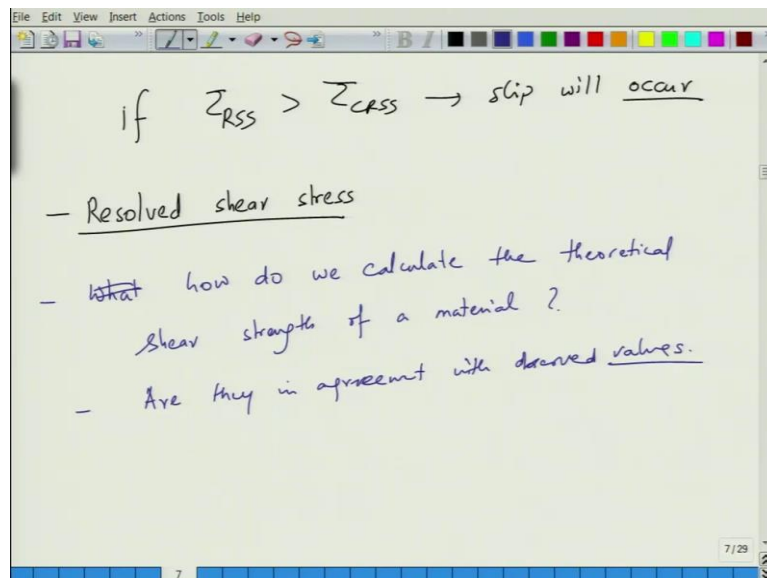 File Edit View Insert Actions Tools Help
B I
if τRSS > τCRSS → slip will occur
- Resolved shear stress
- what how do we calculate the theoretical
shear strength of a material ?
- Are they in agreement with values.
7/29
7